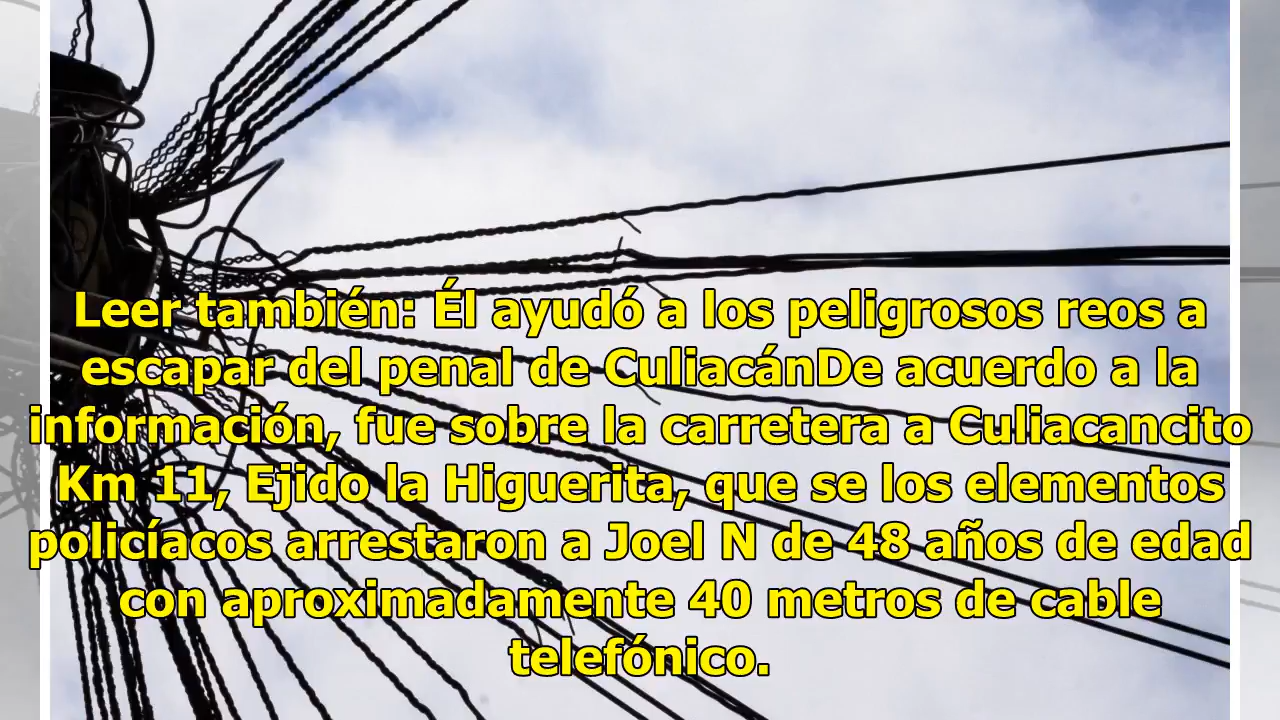 Leer también: Él ayudó a los peligrosos reos a
escapar del penal de CuliacánDe acuerdo a la
información, fue sobre la carretera a Culiacancito
Km 11, Ejido la Higuerita, que se los elementos
policíacos arrestaron a Joel N de 48 años de edad
con aproximadamente 40 metros de cable
telefónico.